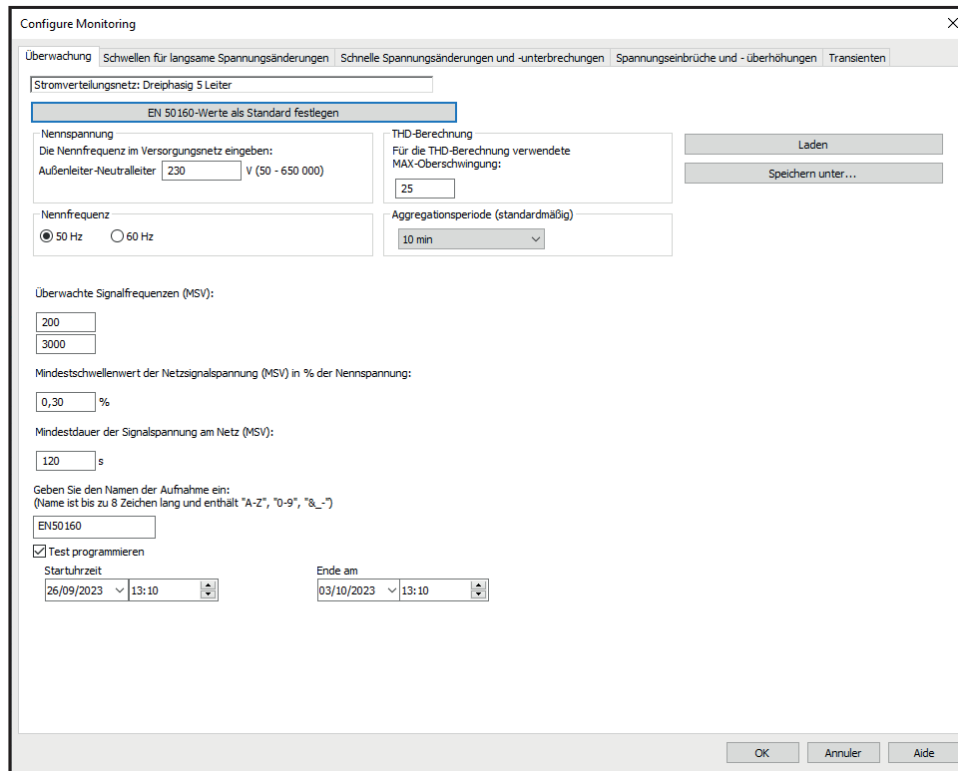 Configure Monitoring
Überwachung Schwellen für langsame Spannungsänderungen Schnelle Spannungsänderungen und -unterbrechungen Spannungseinbrüche und - überhöhungen Transienten
Stromverteilungsnetz: Dreiphasig 5 Leiter
EN 50160-Werte als Standard festlegen
Nennspannung
Die Nennfrequenz im Versorgungsnetz eingeben:
Außenleiter-Neutralleiter 230 V (50 - 650 000)
THD-Berechnung
Für die THD-Berechnung verwendete
MAX-Oberschwingung:
25
Laden
Speichern unter...
Nennfrequenz
50 Hz 60 Hz
Aggregationsperiode (standardmäßig)
10 min
Überwachte Signalfrequenzen (MSV):
200
3000
Mindestschwellenwert der Netzsignalspannung (MSV) in % der Nennspannung:
0,30 %
Mindestdauer der Signalspannung am Netz (MSV):
120 s
Geben Sie den Namen der Aufnahme ein:
(Name ist bis zu 8 Zeichen lang und enthält "A-Z", "0-9", "&_-")
EN50160
Test programmieren
Startuhrzeit Ende am
26/09/2023 13:10 03/10/2023 13:10
OK Annuler Aide